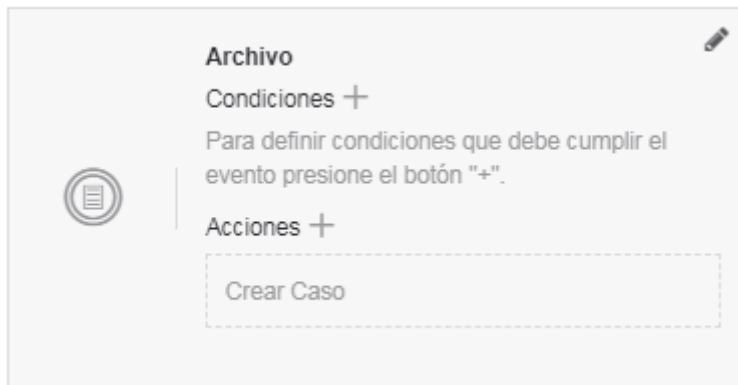 Archivo
Condiciones +
Para definir condiciones que debe cumplir el
evento presione el botón "+".
Acciones +
Crear Caso